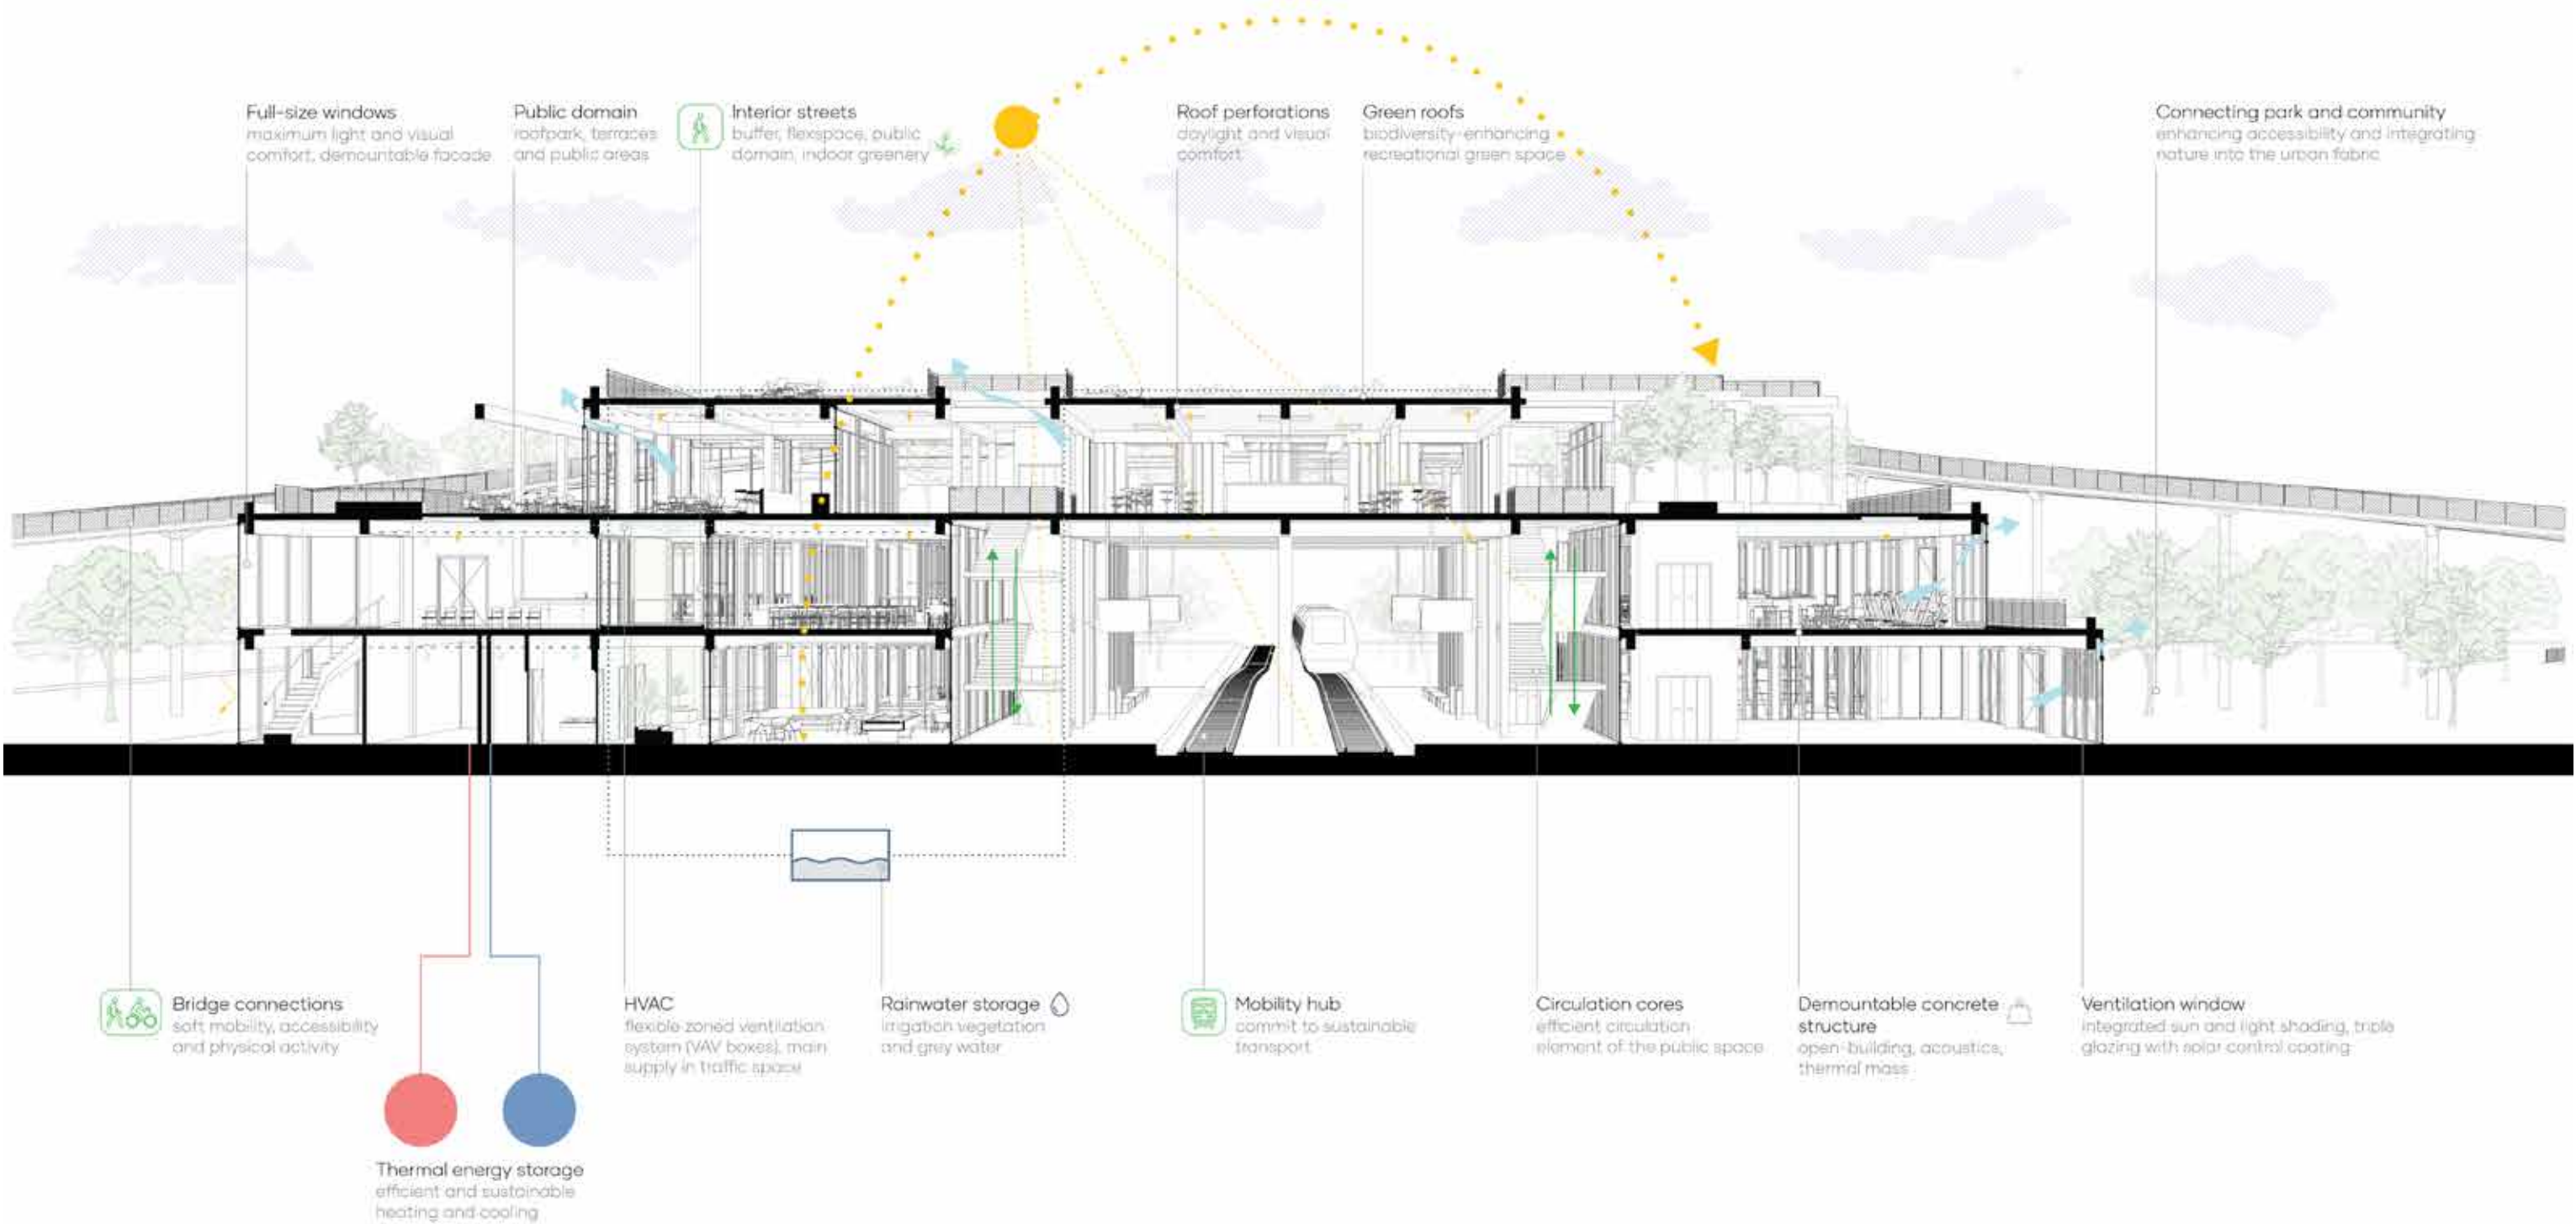 Full-size windows
maximum light and visual
comfort, demountable facade
Public domain
roofpark, terraces
and public areas
Interior streets
buffer, flexspace, public
domain, indoor greenery
Roof perforations
daylight and visual
comfort
Green roofs
biodiversity-enhancing
recreational green space
Connecting park and community
enhancing accessibility and integrating
nature into the urban fabric
Bridge connections
soft mobility, accessibility
and physical activity
Thermal energy storage
efficient and sustainable
heating and cooling
HVAC
flexible zoned ventilation
system (VAV boxes), main
supply in traffic space
Rainwater storage
irrigation vegetation
and grey water
Mobility hub
commit to sustainable
transport
Circulation cores
efficient circulation
element of the public space
Demountable concrete
structure
open-building, acoustics,
thermal mass
Ventilation window
integrated sun and light shading, triple
glazing with solar control coating